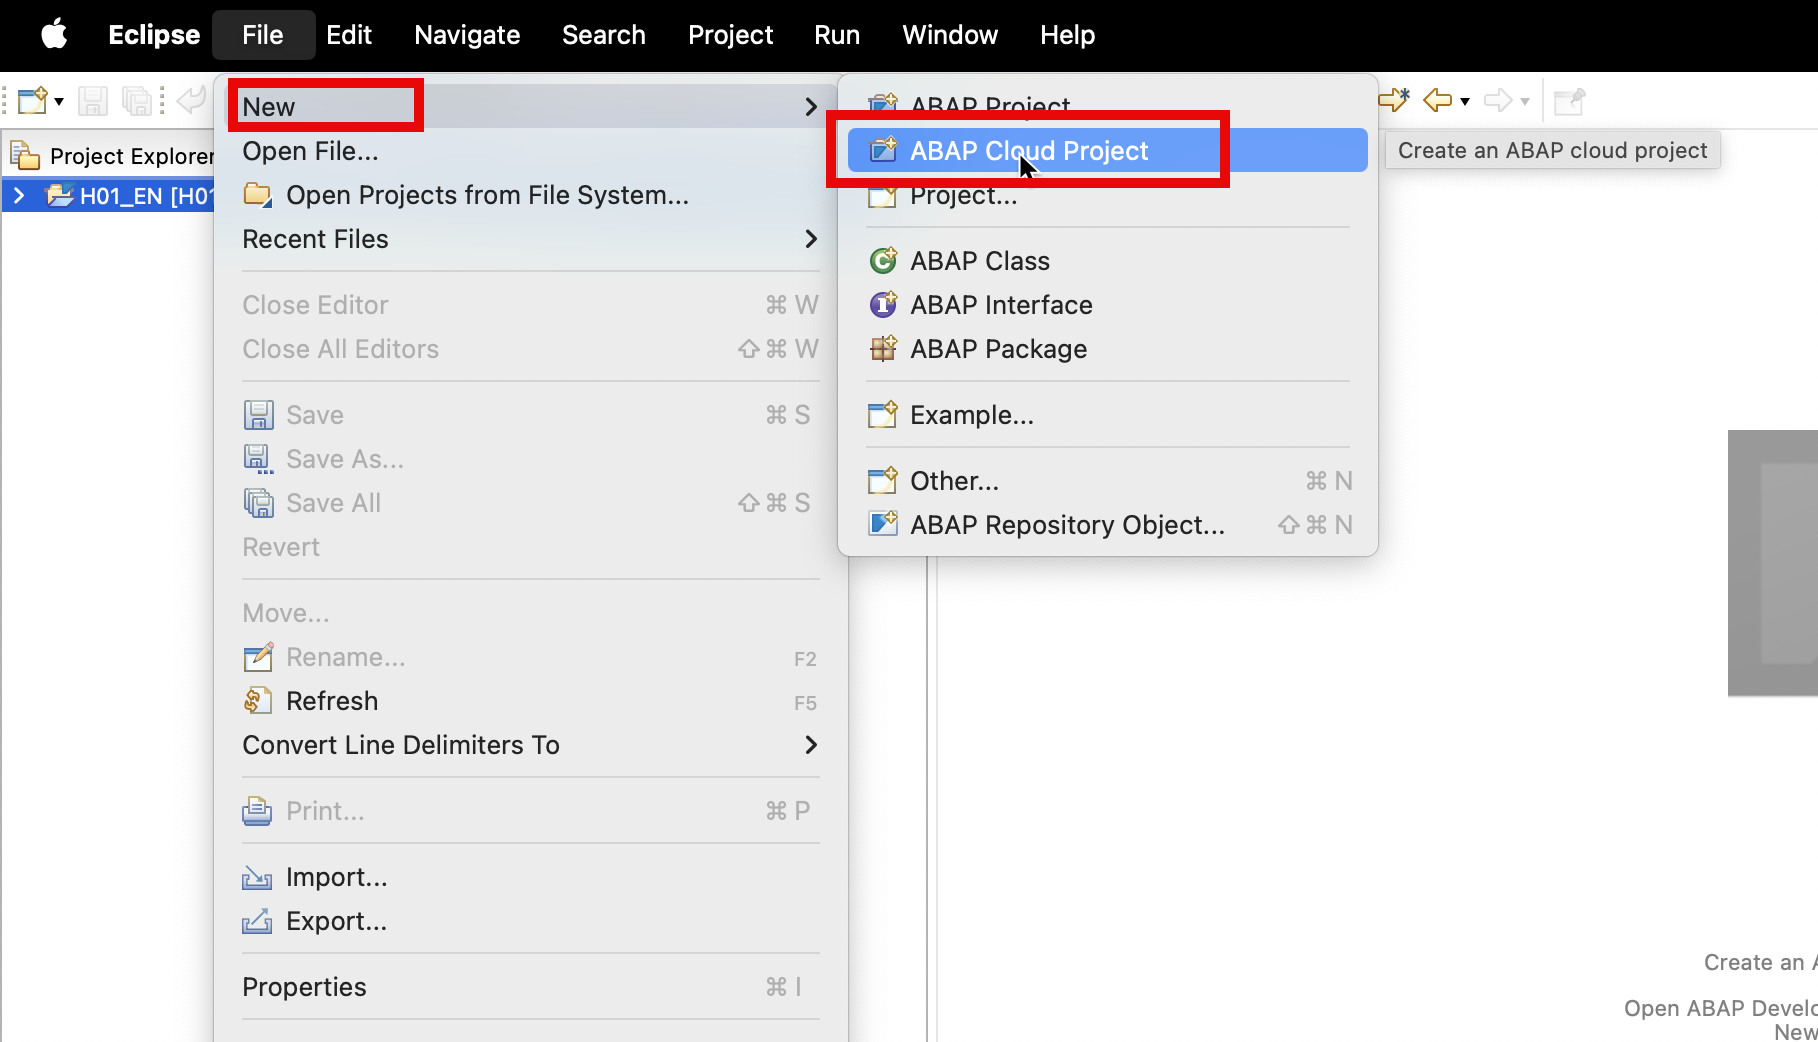 Eclipse File Edit Navigate Search Project Run Window Help
Project Explorer
H01_EN [H01
New
Open File...
Open Projects from File System...
Recent Files
Close Editor ⌘ W
Close All Editors ⇧ ⌘ W
Save ⌘ S
Save As...
Save All ⇧ ⌘ S
Revert
Move...
Rename... F2
Refresh F5
Convert Line Delimiters To
Print... ⌘ P
Import...
Export...
Properties ⌘ I
ABAP Project
ABAP Cloud Project
Project...
ABAP Class
ABAP Interface
ABAP Package
Example...
Other... ⌘ N
ABAP Repository Object... ⇧ ⌘ N
Create an ABAP cloud project
Create an A
Open ABAP Develo
New